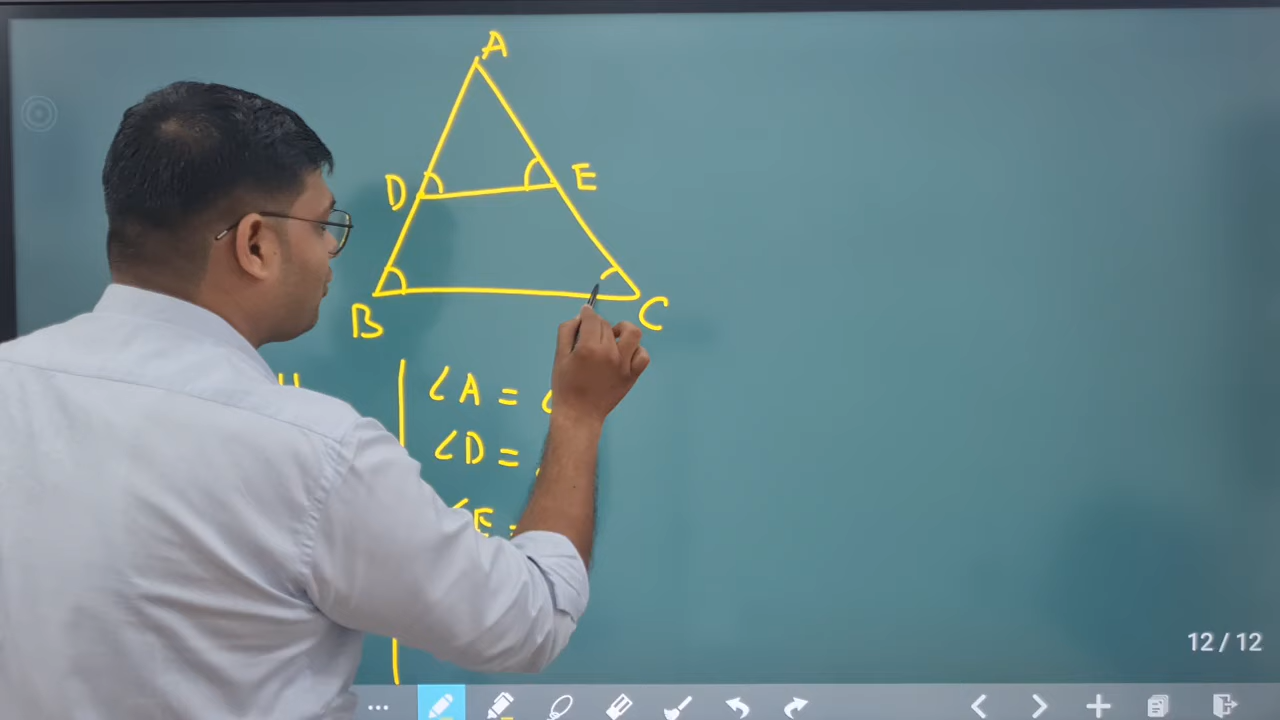 A
D E
B C
∠A =
∠D =
∠E =
12 / 12